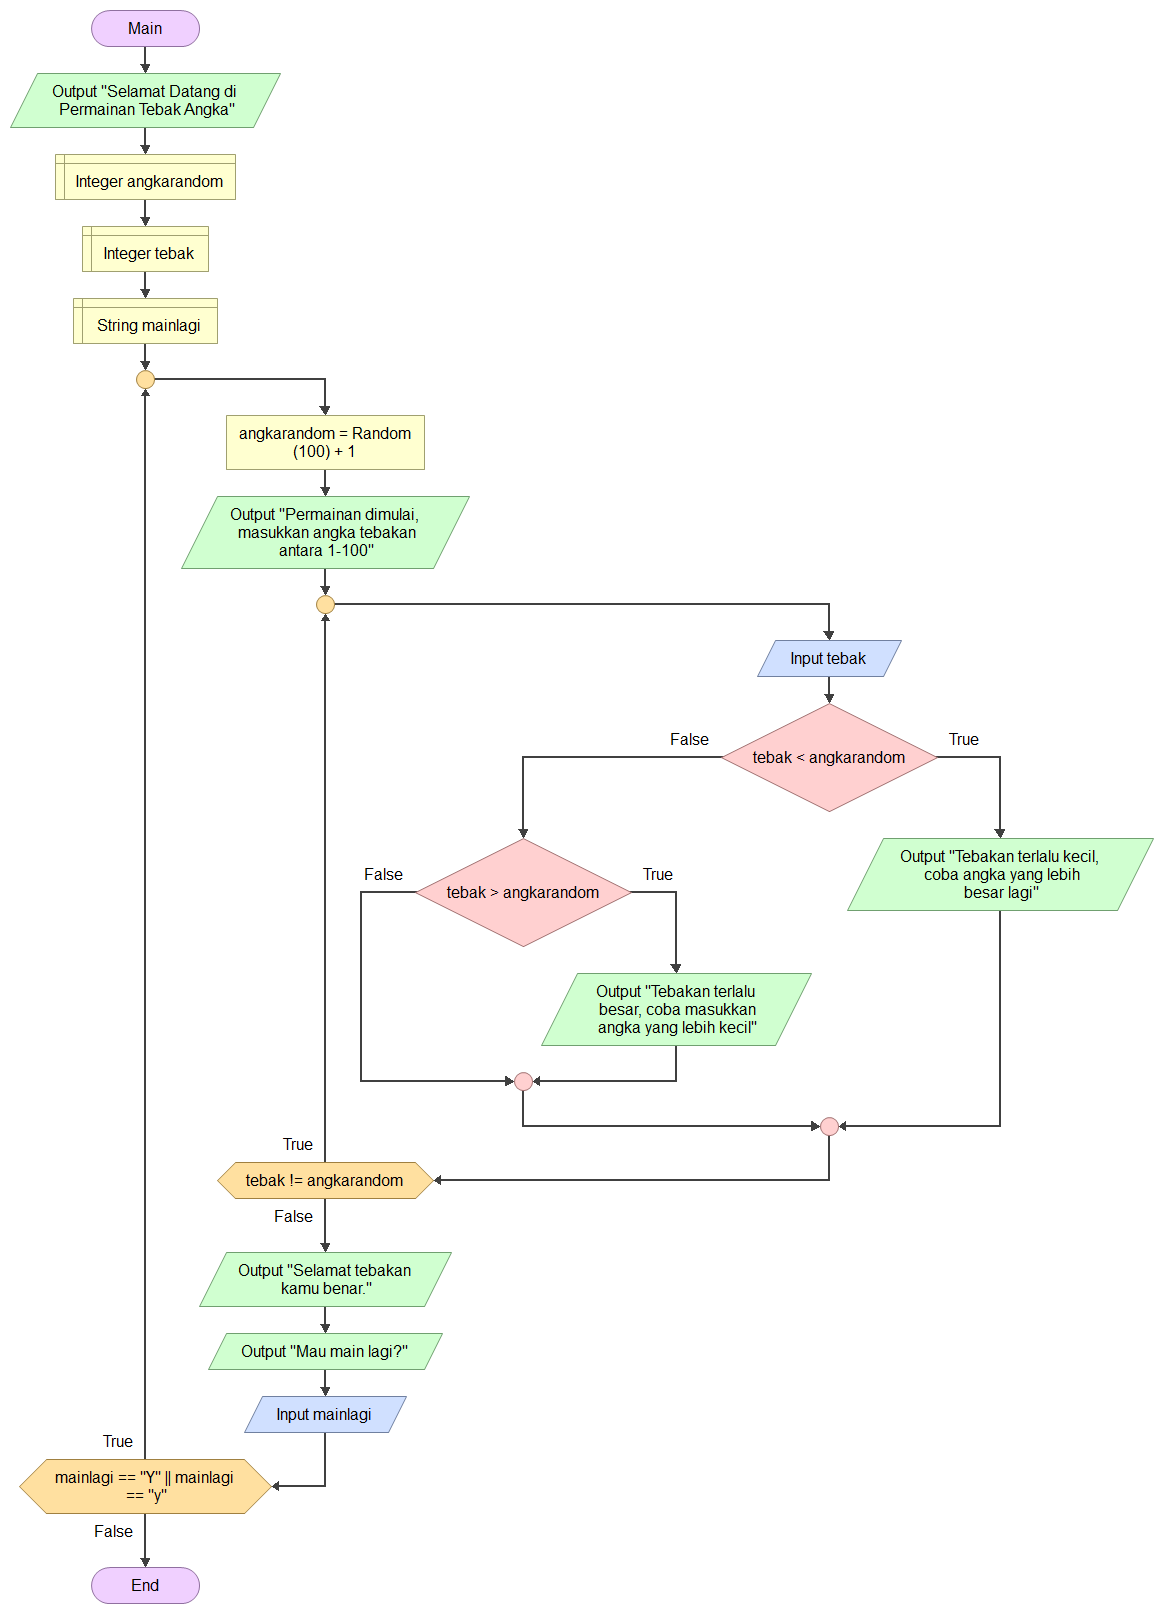 Main
Output "Selamat Datang di
Permainan Tebak Angka"
Integer angkarandom
Integer tebak
String mainlagi
angkarandom = Random
(100) + 1
Output "Permainan dimulai,
masukkan angka tebakan
antara 1-100"
Input tebak
False
True
tebak < angkarandom
Output "Tebakan terlalu kecil,
coba angka yang lebih
besar lagi"
False
True
tebak > angkarandom
Output "Tebakan terlalu
besar, coba masukkan
angka yang lebih kecil"
True
tebak != angkarandom
False
Output "Selamat tebakan
kamu benar."
Output "Mau main lagi?"
Input mainlagi
True
mainlagi == "Y" || mainlagi
== "y"
False
End